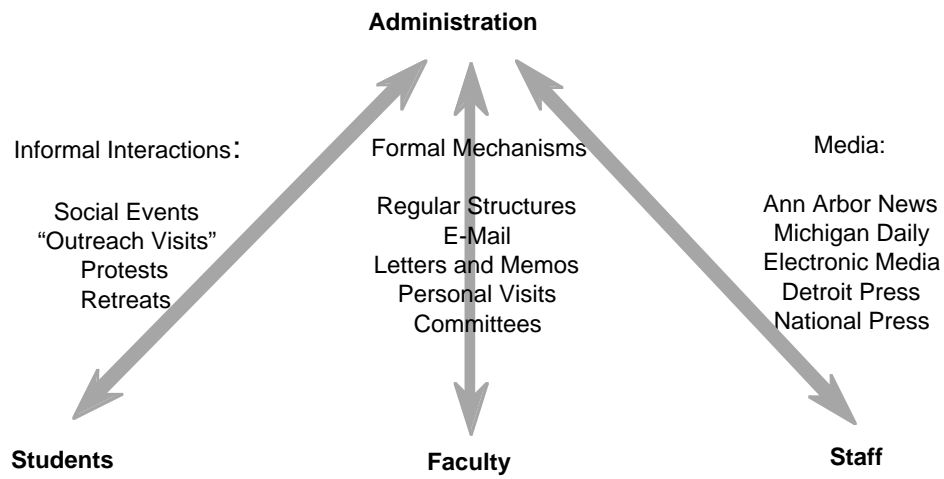 Administration
Informal Interactions:
Social Events
“Outreach Visits”
Protests
Retreats
Formal Mechanisms
Regular Structures
E-Mail
Letters and Memos
Personal Visits
Committees
Media:
Ann Arbor News
Michigan Daily
Electronic Media
Detroit Press
National Press
Students
Faculty
Staff